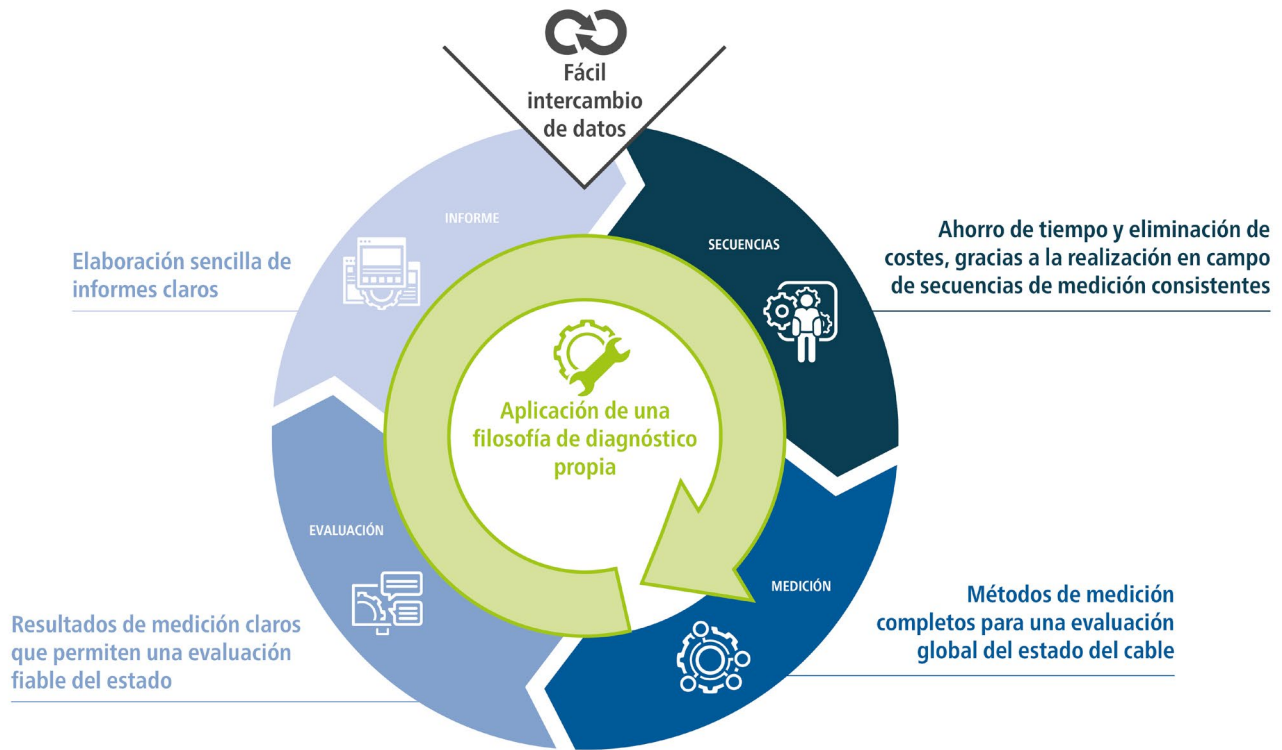 Fácil
intercambio
de datos
INFORME
SECUENCIAS
Elaboración sencilla de
informes claros
Ahorro de tiempo y eliminación de
costes, gracias a la realización en campo
de secuencias de medición consistentes
Aplicación de una
filosofía de diagnóstico
propia
EVALUACIÓN
MEDICIÓN
Resultados de medición claros
que permiten una evaluación
fiable del estado
Métodos de medición
completos para una evaluación
global del estado del cable